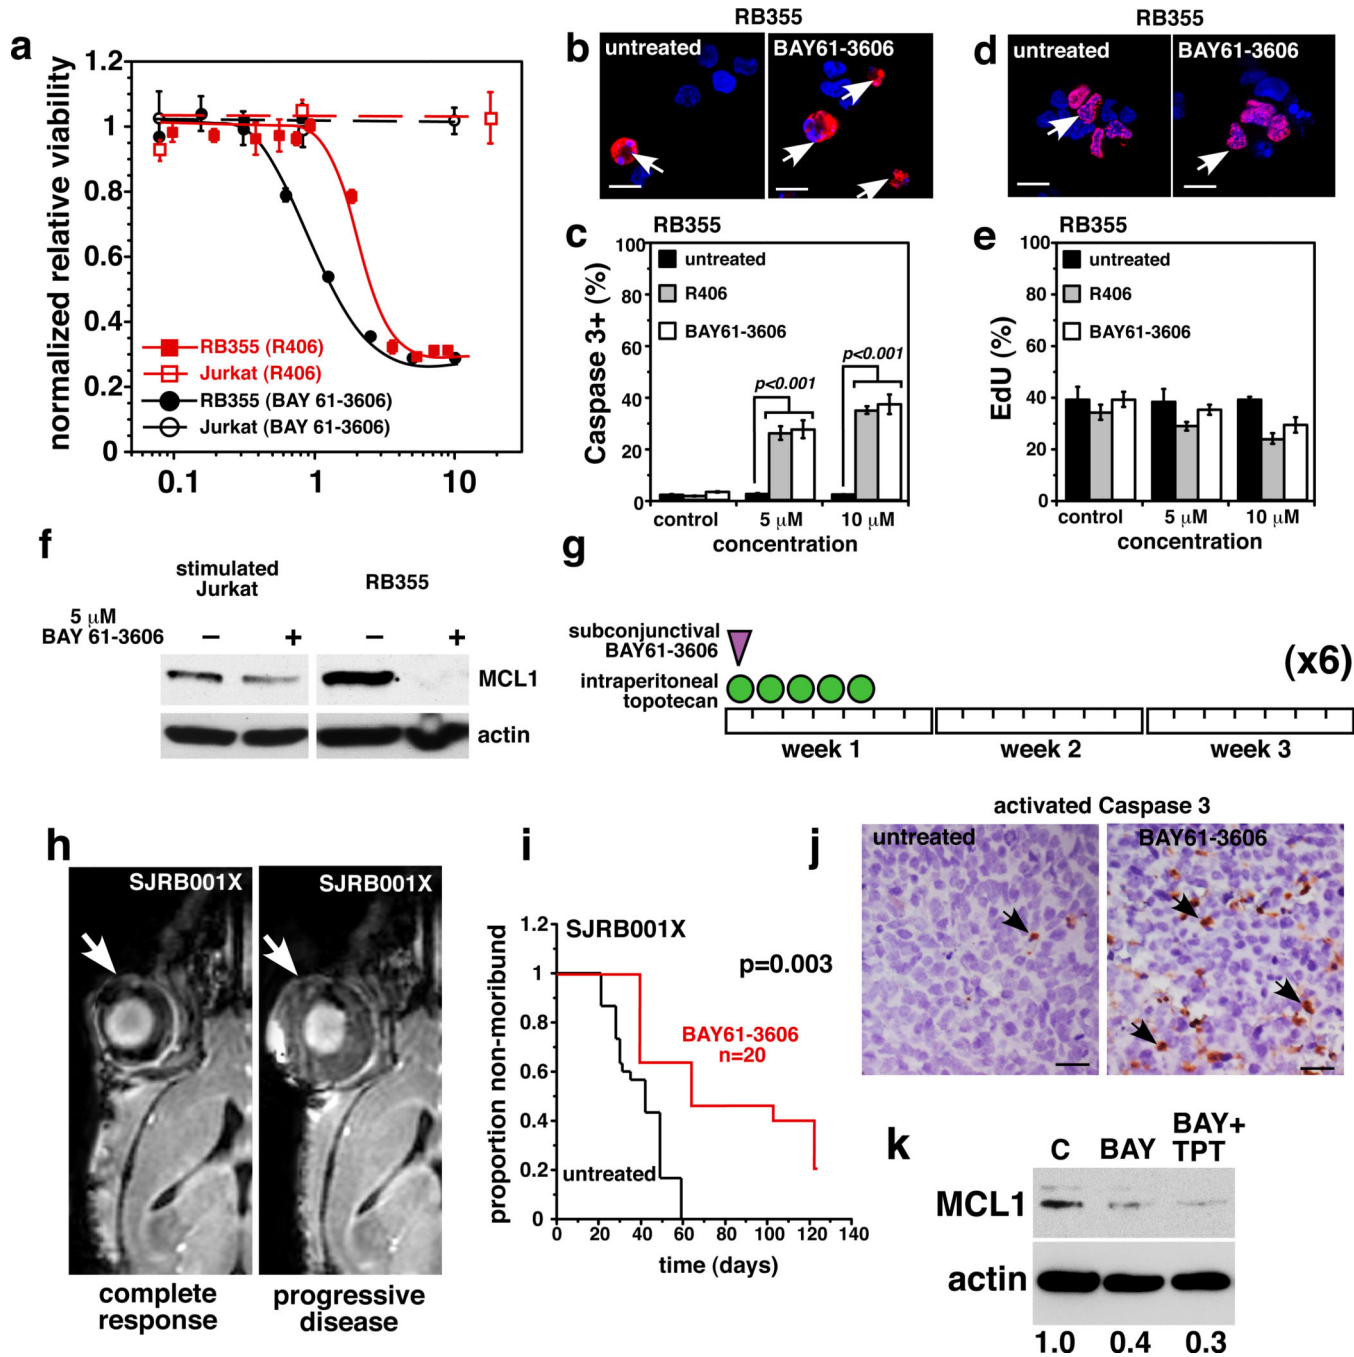 a
normalized relative viability
1.2
1
0.8
0.6
0.4
0.2
0
0.1
1
10
RB355 (R406)
Jurkat (R406)
RB355 (BAY 61-3606)
Jurkat (BAY 61-3606)
RB355
b
untreated
BAY61-3606
RB355
d
untreated
BAY61-3606
c
RB355
Caspase 3+ (%)
100
80
60
40
20
0
untreated
R406
BAY61-3606
p<0.001
p<0.001
control
5 µM
10 µM
concentration
e
RB355
EdU (%)
100
80
60
40
20
0
untreated
R406
BAY61-3606
control
5 µM
10 µM
concentration
f
stimulated
Jurkat
RB355
5 µM
BAY 61-3606
– + – +
MCL1
actin
g
subconjunctival
BAY61-3606
intraperitoneal
topotecan
(x6)
week 1
week 2
week 3
h
SJRB001X
SJRB001X
complete
response
progressive
disease
i
SJRB001X
proportion non-moribund
1.2
1
0.8
0.6
0.4
0.2
0
p=0.003
BAY61-3606
n=20
untreated
0 20 40 60 80 100 120 140
time (days)
activated Caspase 3
j
untreated
BAY61-3606
k
C
BAY
BAY+
TPT
MCL1
actin
1.0
0.4
0.3